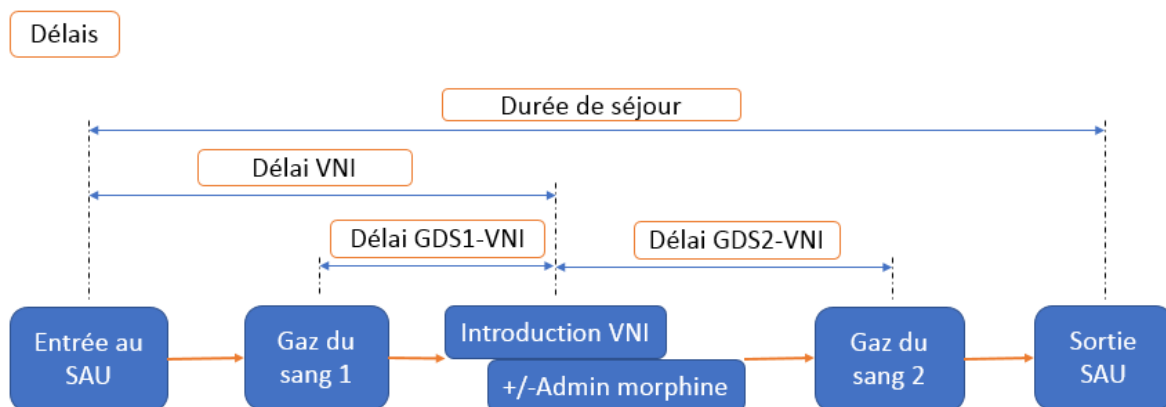 Délais
Durée de séjour
Délai VNI
Délai GDS1-VNI
Délai GDS2-VNI
Entrée au
SAU
Gaz du
sang 1
Introduction VNI
+/-Admin morphine
Gaz du
sang 2
Sortie
SAU